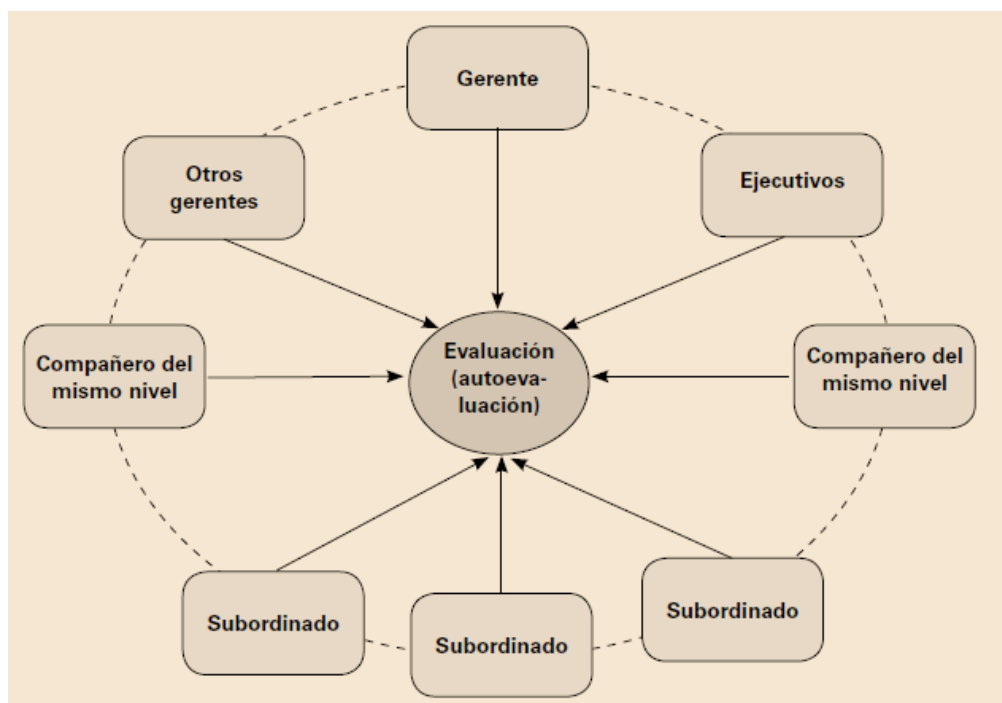 Gerente
Otros
gerentes
Ejecutivos
Compañero del
mismo nivel
Evaluación
(autoeva-
luación)
Compañero del
mismo nivel
Subordinado
Subordinado
Subordinado